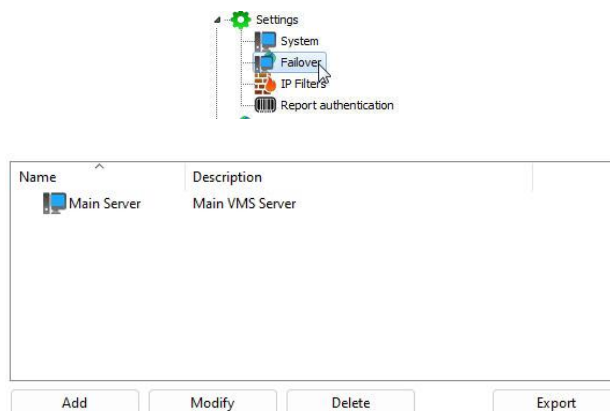 Settings
System
Failover
IP Filters
Report authentication
Name Description
Main Server Main VMS Server
Add Modify Delete Export